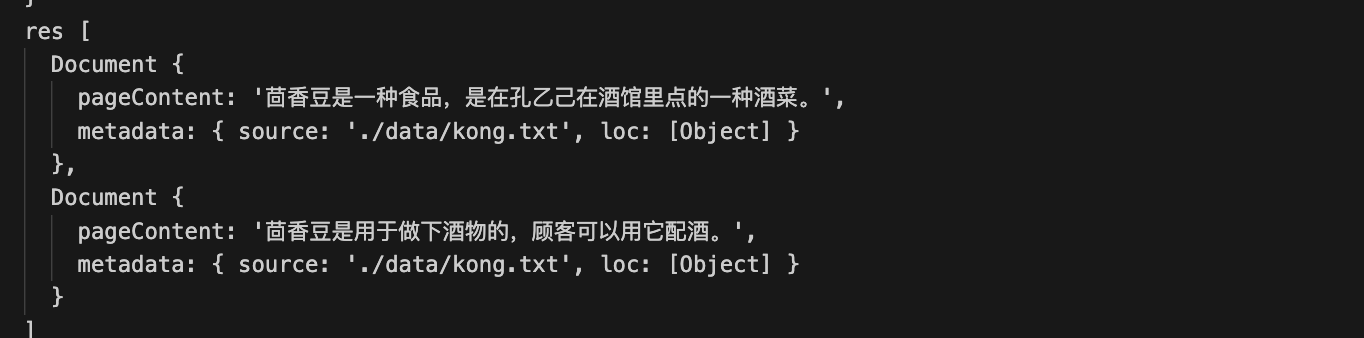 }
res [
Document {
pageContent: '茴香豆是一种食品，是在孔乙己在酒馆里点的一种酒菜。',
metadata: { source: './data/kong.txt', loc: [Object] }
},
Document {
pageContent: '茴香豆是用于做下酒物的，顾客可以用它配酒。',
metadata: { source: './data/kong.txt', loc: [Object] }
}
]